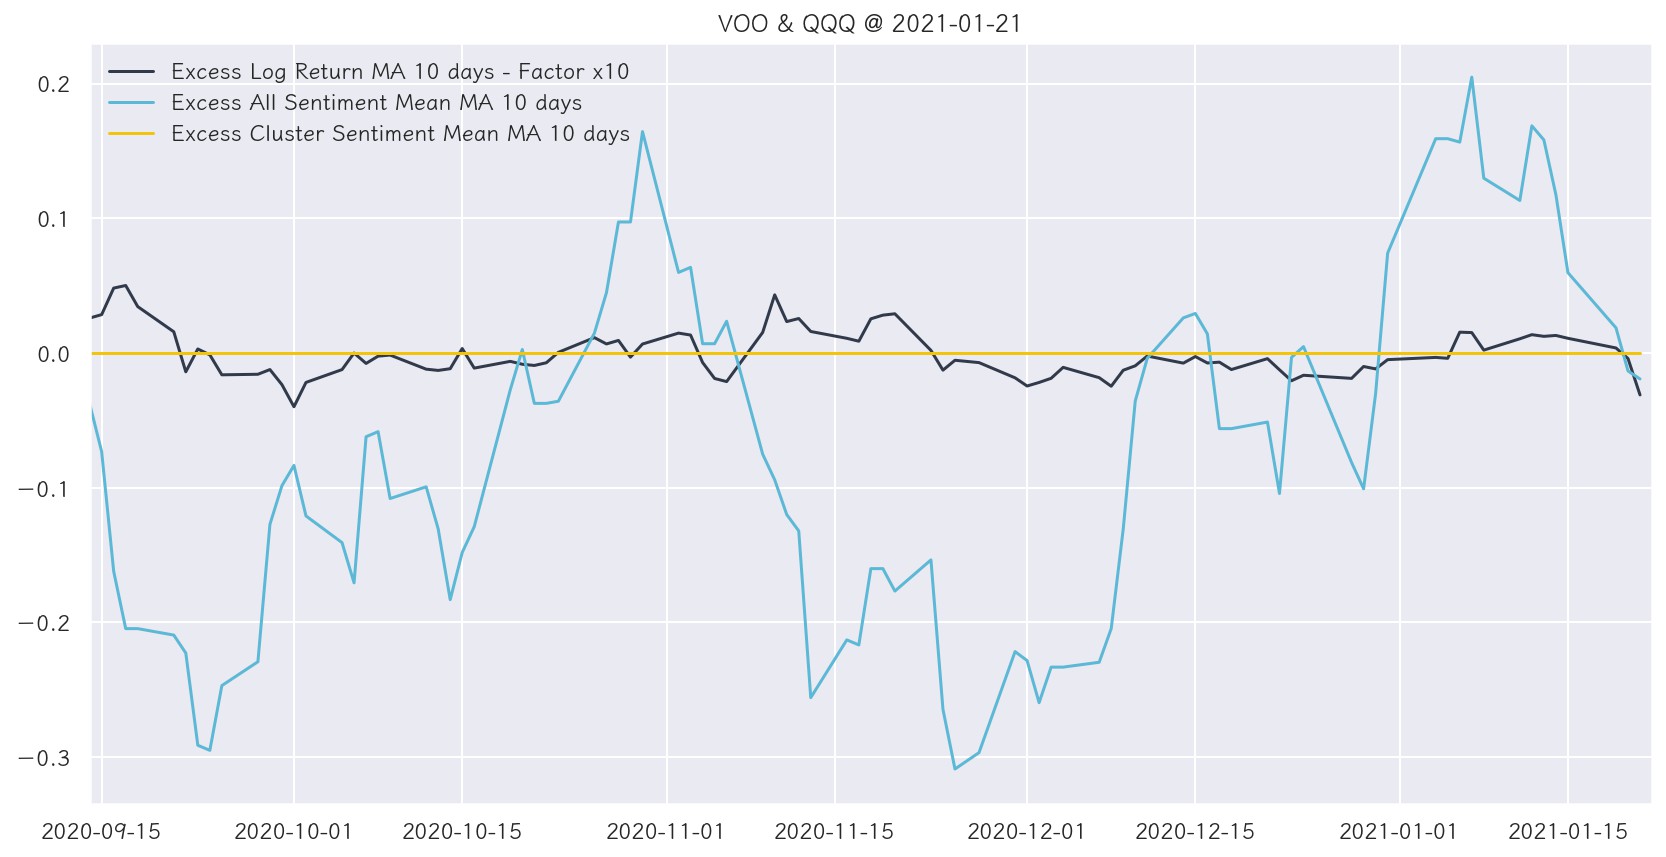 VOO & QQQ @ 2021-01-21
Excess Log Return MA 10 days - Factor x10
Excess All Sentiment Mean MA 10 days
Excess Cluster Sentiment Mean MA 10 days
0.2
0.1
0.0
−0.1
−0.2
−0.3
2020-09-15 2020-10-01 2020-10-15 2020-11-01 2020-11-15 2020-12-01 2020-12-15 2021-01-01 2021-01-15